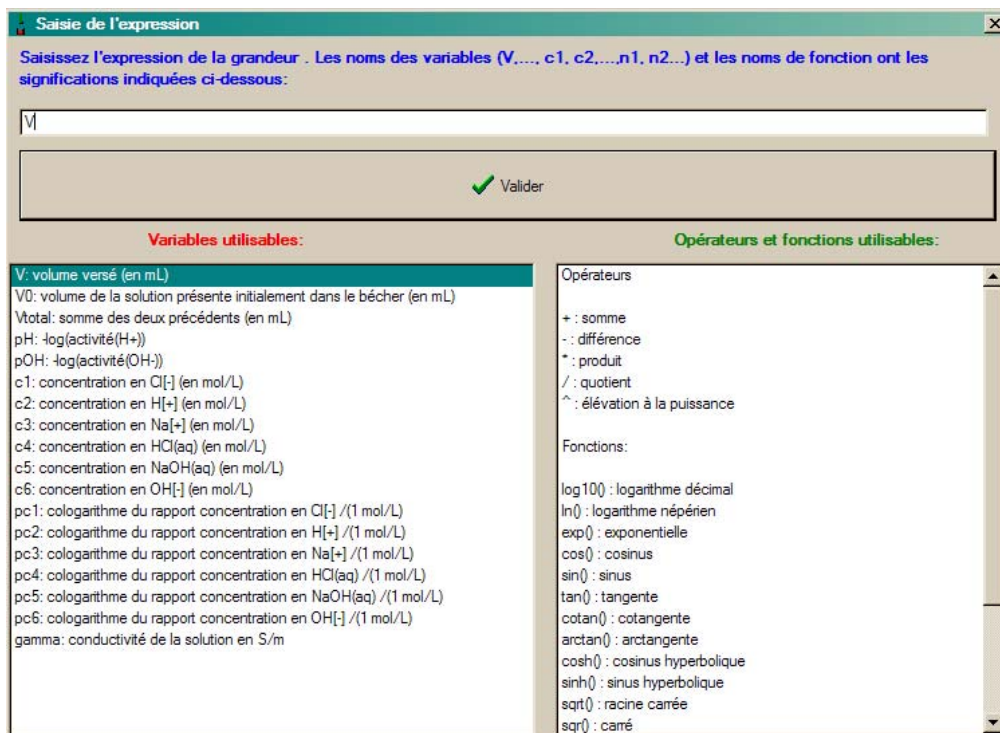 Saisie de l'expression
Saisissez l'expression de la grandeur . Les noms des variables (V,..., c1, c2,...,n1, n2...) et les noms de fonction ont les
significations indiquées ci-dessous:
V
Valider
Variables utilisables:
V: volume versé (en mL)
V0: volume de la solution présente initialement dans le bécher (en mL)
Vtotal: somme des deux précédents (en mL)
pH: -log(activité(H+))
pOH: -log(activité(OH-))
c1: concentration en Cl[-] (en mol/L)
c2: concentration en H[+] (en mol/L)
c3: concentration en Na[+] (en mol/L)
c4: concentration en HCl(aq) (en mol/L)
c5: concentration en NaOH(aq) (en mol/L)
c6: concentration en OH[-] (en mol/L)
pc1: cologarithme du rapport concentration en Cl[-] /(1 mol/L)
pc2: cologarithme du rapport concentration en H[+] /(1 mol/L)
pc3: cologarithme du rapport concentration en Na[+] /(1 mol/L)
pc4: cologarithme du rapport concentration en HCl(aq) /(1 mol/L)
pc5: cologarithme du rapport concentration en NaOH(aq) /(1 mol/L)
pc6: cologarithme du rapport concentration en OH[-] /(1 mol/L)
gamma: conductivité de la solution en S/m
Opérateurs et fonctions utilisables:
Opérateurs
+ : somme
- : différence
* : produit
/ : quotient
^ : élévation à la puissance
Fonctions:
log10() : logarithme décimal
ln() : logarithme népérien
exp() : exponentielle
cos() : cosinus
sin() : sinus
tan() : tangente
cotan() : cotangente
arctan() : arctangente
cosh() : cosinus hyperbolique
sinh() : sinus hyperbolique
sqrt() : racine carrée
sqr() : carré